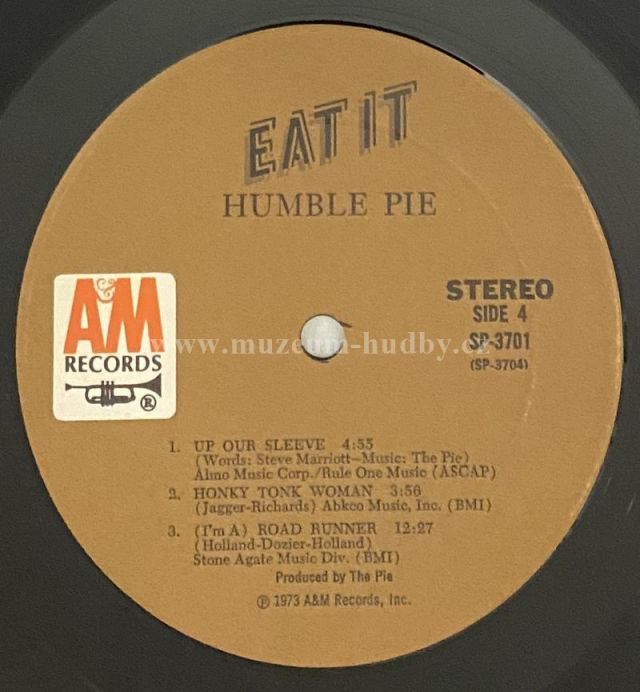 EAT IT
HUMBLE PIE
A&M
RECORDS
®
STEREO
SIDE 4
SP-3701
(SP-3704)
www.muzeum-hudby.cz
1. UP OUR SLEEVE 4:55
(Words: Steve Marriott—Music: The Pie)
Almo Music Corp./Rule One Music (ASCAP)
2. HONKY TONK WOMAN 3:56
(Jagger-Richards) Abkco Music, Inc. (BMI)
3. (I'm A) ROAD RUNNER 12:27
(Holland-Dozier-Holland)
Stone Agate Music Div. (BMI)
Produced by The Pie
℗ 1973 A&M Records, Inc.